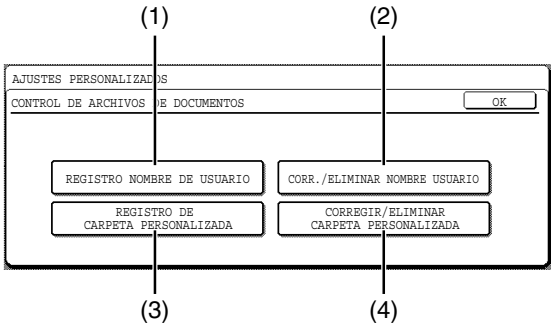 (1) (2)
AJUSTES PERSONALIZADOS
CONTROL DE ARCHIVOS DE DOCUMENTOS OK
REGISTRO NOMBRE DE USUARIO CORR./ELIMINAR NOMBRE USUARIO
REGISTRO DE
CARPETA PERSONALIZADA
CORREGIR/ELIMINAR
CARPETA PERSONALIZADA
(3) (4)